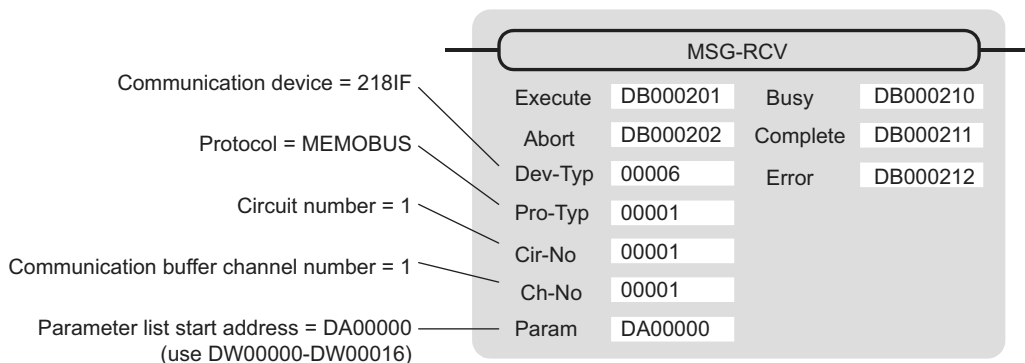 MSG-RCV
Communication device = 218IF
Execute DB000201 Busy DB000210
Protocol = MEMOBUS
Abort DB000202 Complete DB000211
Dev-Typ 00006 Error DB000212
Circuit number = 1
Pro-Typ 00001
Cir-No 00001
Communication buffer channel number = 1
Ch-No 00001
Parameter list start address = DA00000
(use DW00000-DW00016)
Param DA00000